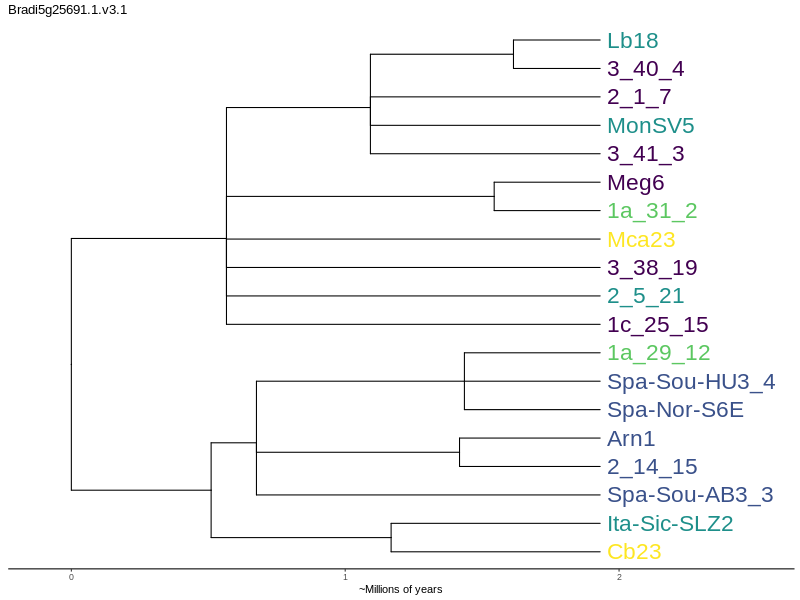 Bradi5g25691.1.v3.1
Lb18
3_40_4
2_1_7
MonSV5
3_41_3
Meg6
1a_31_2
Mca23
3_38_19
2_5_21
1c_25_15
1a_29_12
Spa-Sou-HU3_4
Spa-Nor-S6E
Arn1
2_14_15
Spa-Sou-AB3_3
Ita-Sic-SLZ2
Cb23
0 1 2
~Millions of years